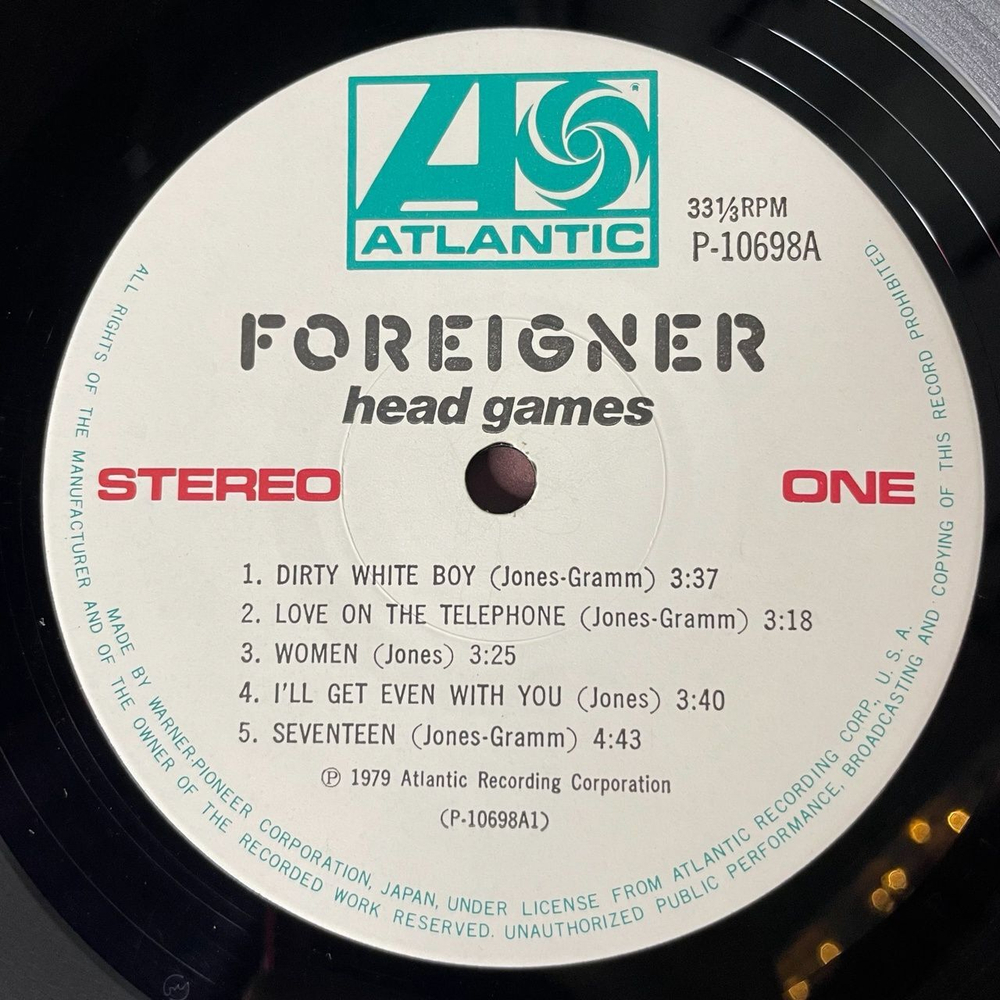 ATLANTIC
33⅓RPM
P-10698A
FOREIGNER
head games
STEREO
ONE
1. DIRTY WHITE BOY (Jones-Gramm) 3:37
2. LOVE ON THE TELEPHONE (Jones-Gramm) 3:18
3. WOMEN (Jones) 3:25
4. I'LL GET EVEN WITH YOU (Jones) 3:40
5. SEVENTEEN (Jones-Gramm) 4:43
℗ 1979 Atlantic Recording Corporation
(P-10698A1)
MADE BY WARNER-PIONEER CORPORATION, JAPAN, UNDER LICENSE FROM ATLANTIC RECORDING CORP., U. S. A.
ALL RIGHTS OF THE MANUFACTURER AND OF THE OWNER OF THE RECORDED WORK RESERVED. UNAUTHORIZED PUBLIC PERFORMANCE, BROADCASTING AND COPYING OF THIS RECORD PROHIBITED.